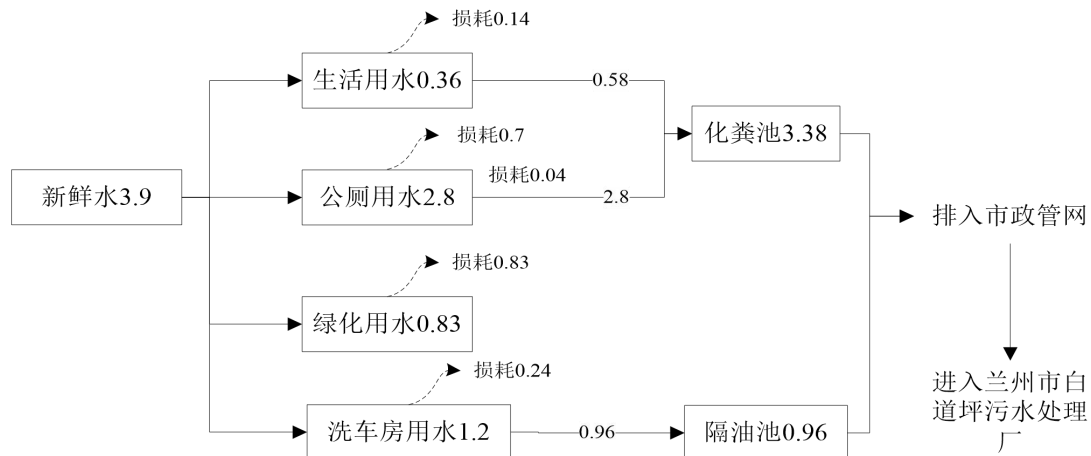 损耗0.14
生活用水0.36
0.58
化粪池3.38
损耗0.7
新鲜水3.9
公厕用水2.8
损耗0.04
2.8
排入市政管网
损耗0.83
绿化用水0.83
损耗0.24
洗车房用水1.2
0.96
隔油池0.96
进入兰州市白
道坪污水处理
厂